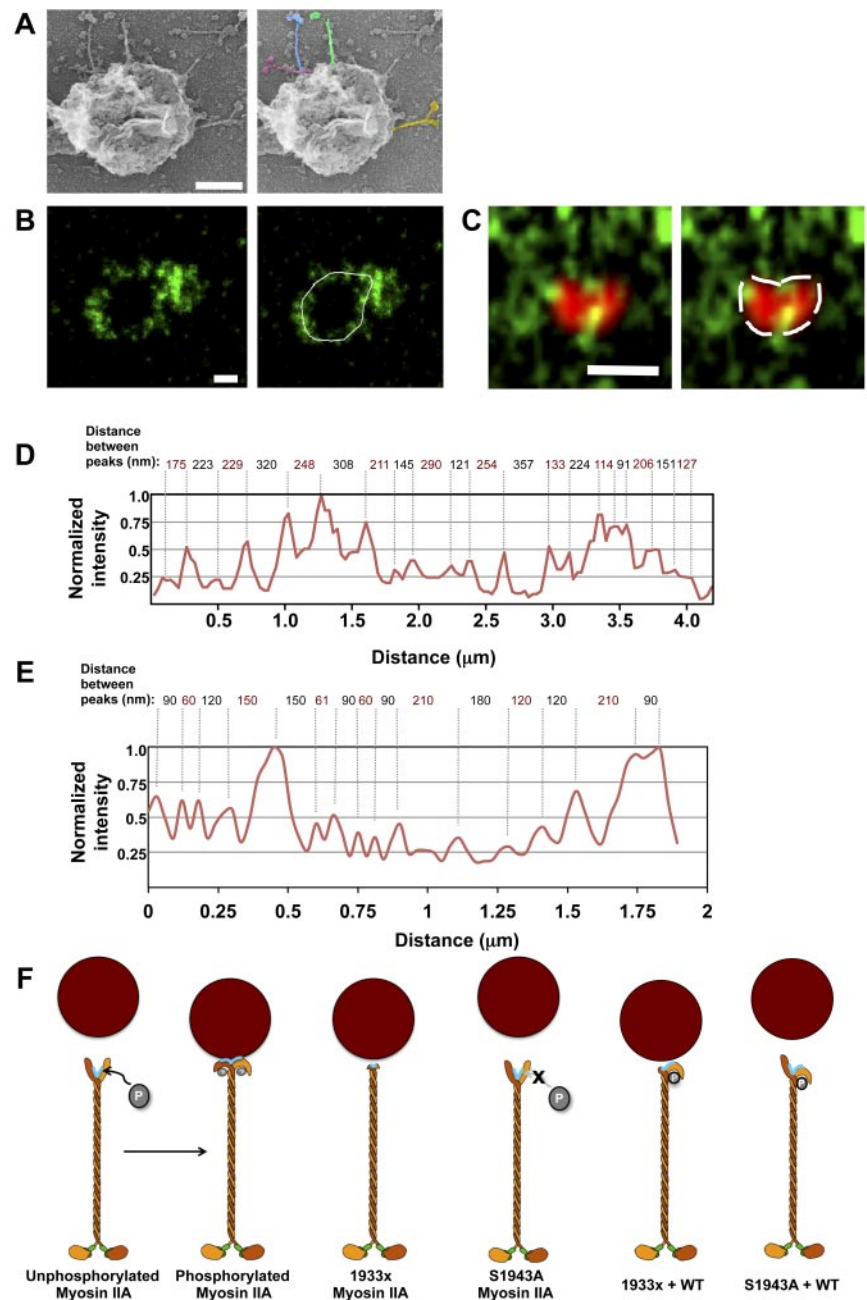 A
B
C
D
Distance
between
peaks (nm): 175 223 229 320 248 308 211 145 290 121 254 357 133 224 114 91 206 151 127
Normalized
intensity
1.0
0.75
0.5
0.25
0.5 1.0 1.5 2.0 2.5 3.0 3.5 4.0
Distance (μm)
E
Distance
between
peaks (nm): 90 60 120 150 150 61 90 60 90 210 180 120 120 210 90
Normalized
intensity
1.0
0.75
0.5
0.25
0 0.25 0.5 0.75 1 1.25 1.5 1.75 2
Distance (μm)
F
P
X
P
P
P
Unphosphorylated
Myosin IIA
Phosphorylated
Myosin IIA
1933x
Myosin IIA
S1943A
Myosin IIA
1933x + WT
S1943A + WT